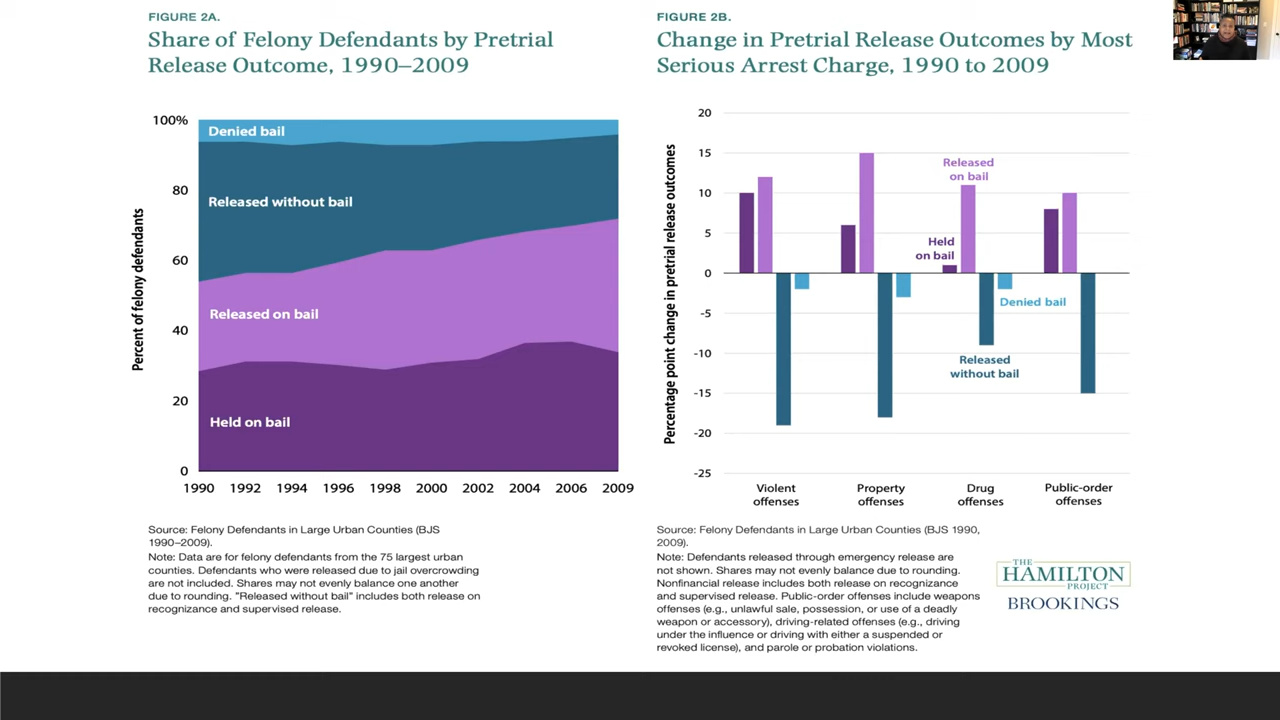 FIGURE 2A.
Share of Felony Defendants by Pretrial
Release Outcome, 1990–2009
Percent of felony defendants
100%
80
60
40
20
0
Denied bail
Released without bail
Released on bail
Held on bail
1990 1992 1994 1996 1998 2000 2002 2004 2006 2009
Source: Felony Defendants in Large Urban Counties (BJS
1990–2009).
Note: Data are for felony defendants from the 75 largest urban
counties. Defendants who were released due to jail overcrowding
are not included. Shares may not evenly balance one another
due to rounding. "Released without bail" includes both release on
recognizance and supervised release.
FIGURE 2B.
Change in Pretrial Release Outcomes by Most
Serious Arrest Charge, 1990 to 2009
Percentage point change in pretrial release outcomes
20
15
10
5
0
-5
-10
-15
-20
-25
Released
on bail
Held
on bail
Denied bail
Released
without bail
Violent
offenses
Property
offenses
Drug
offenses
Public-order
offenses
Source: Felony Defendants in Large Urban Counties (BJS 1990,
2009).
Note: Defendants released through emergency release are
not shown. Shares may not evenly balance due to rounding.
Nonfinancial release includes both release on recognizance
and supervised release. Public-order offenses include weapons
offenses (e.g., unlawful sale, possession, or use of a deadly
weapon or accessory), driving-related offenses (e.g., driving
under the influence or driving with either a suspended or
revoked license), and parole or probation violations.
THE
HAMILTON
PROJECT
BROOKINGS